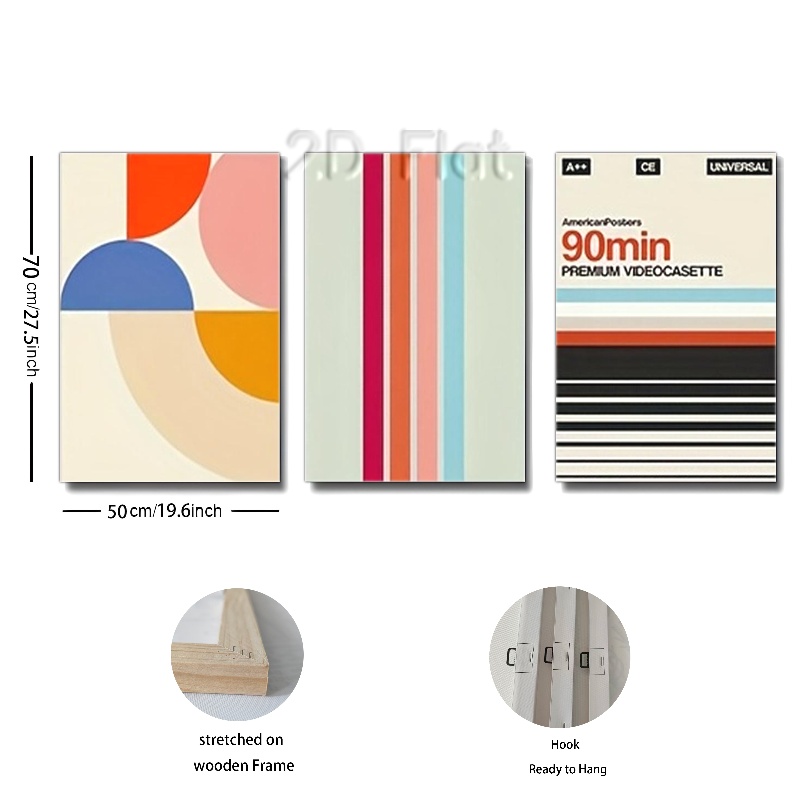 2D Flat
A++ CE UNIVERSAL
AmericanPosters
90min
PREMIUM VIDEOCASETTE
70 cm/27.5inch
50cm/19.6inch
stretched on
wooden Frame
Hook
Ready to Hang